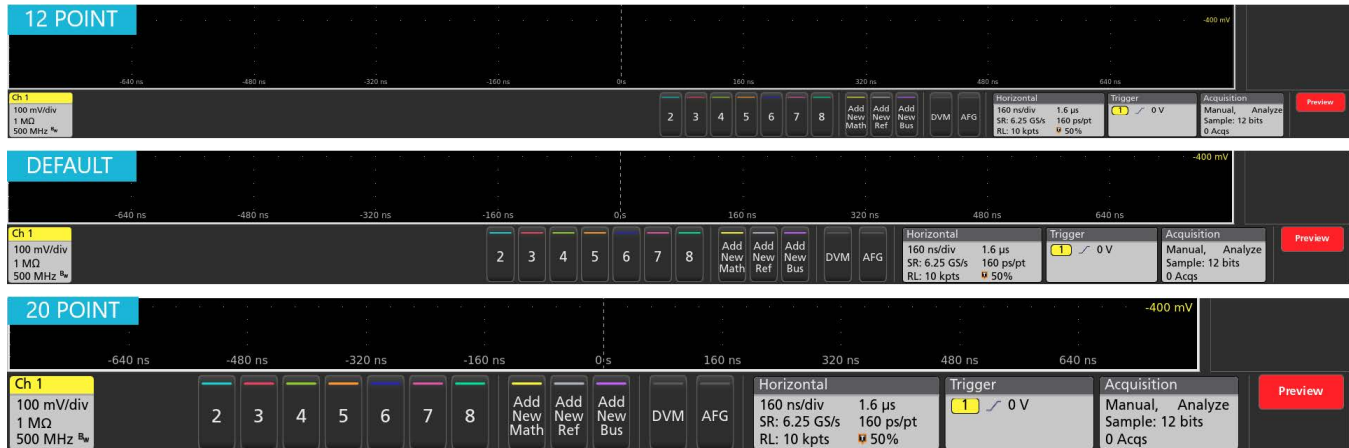 12 POINT
-400 mV
-640 ns -480 ns -320 ns -160 ns 0 s 160 ns 320 ns 480 ns 640 ns
Ch 1
100 mV/div
1 MΩ
500 MHz Bw
2 3 4 5 6 7 8
Add New Math
Add New Ref
Add New Bus
DVM
AFG
Horizontal
160 ns/div 1.6 µs
SR: 6.25 GS/s 160 ps/pt
RL: 10 kpts 50%
Trigger
1 0 V
Acquisition
Manual, Analyze
Sample: 12 bits
0 Acqs
Preview
DEFAULT
-400 mV
-640 ns -480 ns -320 ns -160 ns 0 s 160 ns 320 ns 480 ns 640 ns
Ch 1
100 mV/div
1 MΩ
500 MHz Bw
2 3 4 5 6 7 8
Add New Math
Add New Ref
Add New Bus
DVM
AFG
Horizontal
160 ns/div 1.6 µs
SR: 6.25 GS/s 160 ps/pt
RL: 10 kpts 50%
Trigger
1 0 V
Acquisition
Manual, Analyze
Sample: 12 bits
0 Acqs
Preview
20 POINT
-400 mV
-640 ns -480 ns -320 ns -160 ns 0 s 160 ns 320 ns 480 ns 640 ns
Ch 1
100 mV/div
1 MΩ
500 MHz Bw
2 3 4 5 6 7 8
Add New Math
Add New Ref
Add New Bus
DVM
AFG
Horizontal
160 ns/div 1.6 µs
SR: 6.25 GS/s 160 ps/pt
RL: 10 kpts 50%
Trigger
1 0 V
Acquisition
Manual, Analyze
Sample: 12 bits
0 Acqs
Preview